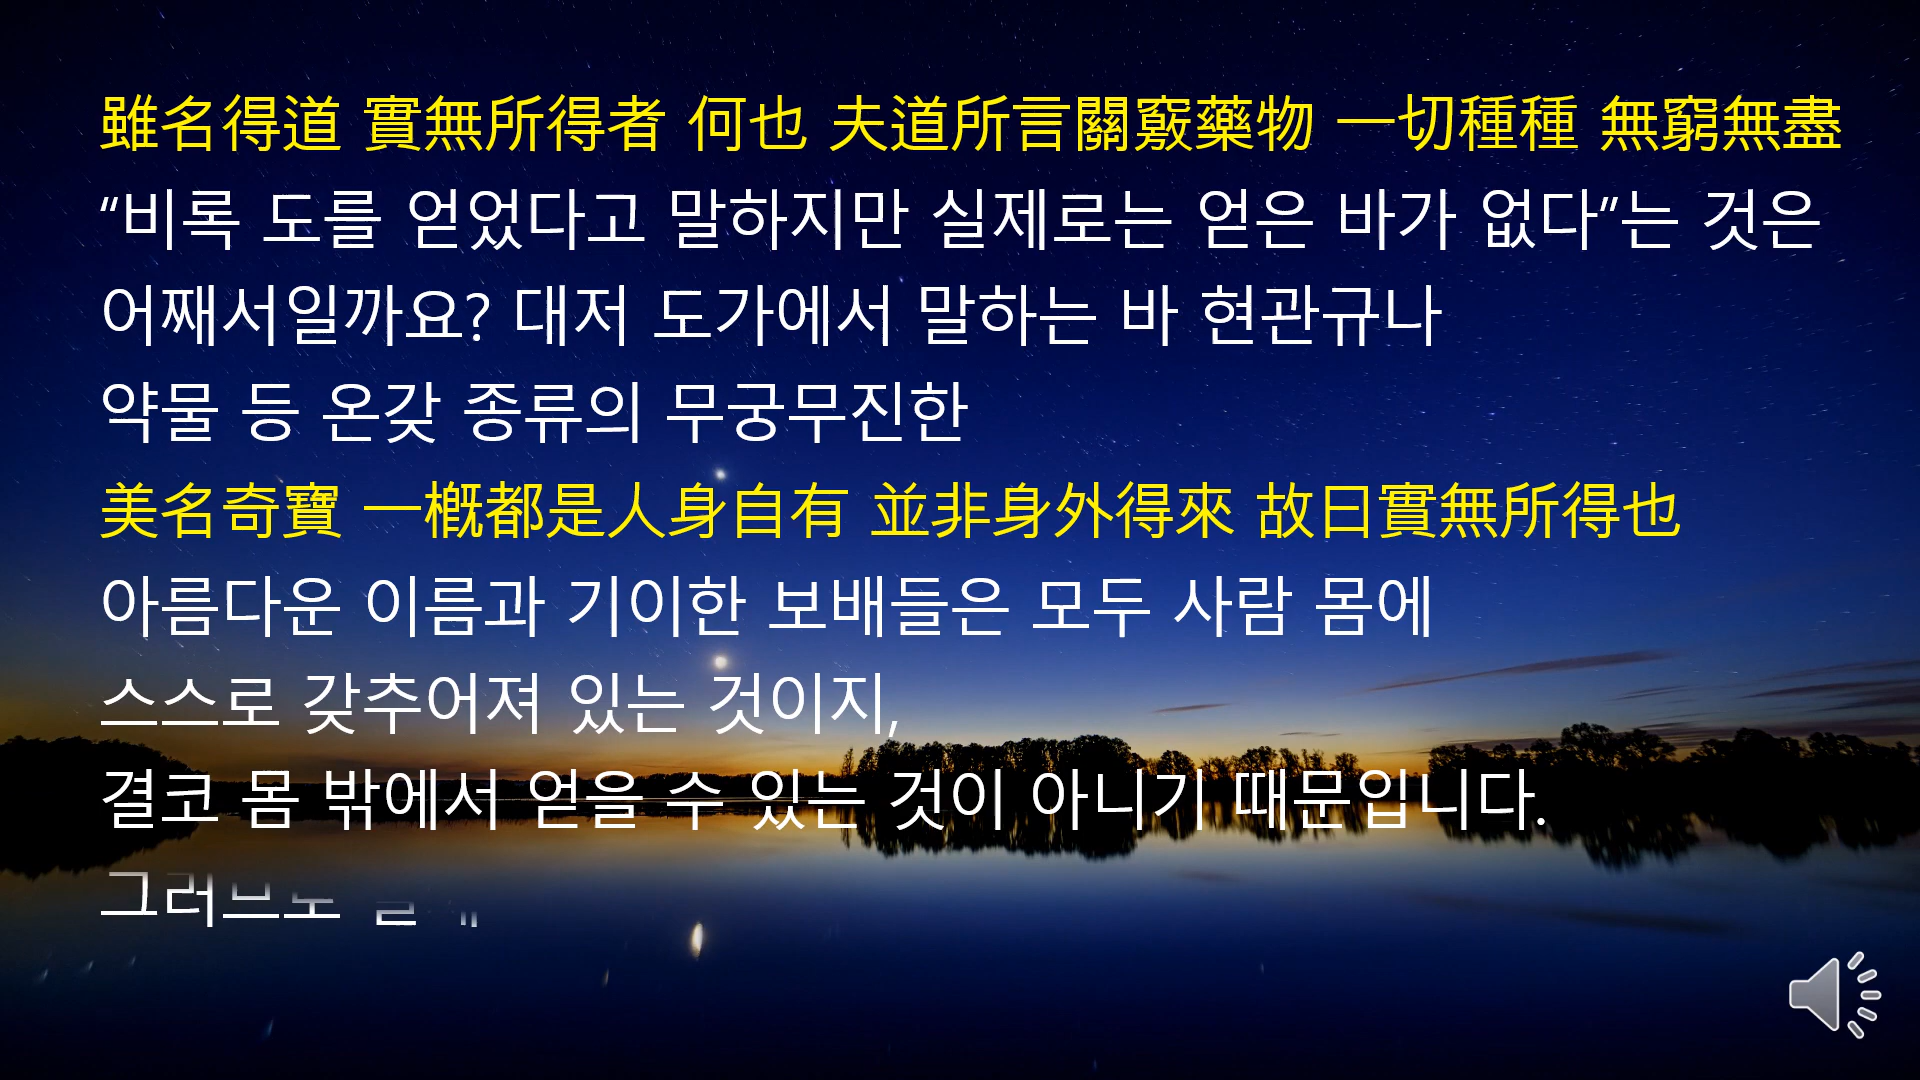 雖名得道 實無所得者 何也 夫道所言關竅藥物 一切種種 無窮無盡
“비록 도를 얻었다고 말하지만 실제로는 얻은 바가 없다”는 것은
어째서일까요? 대저 도가에서 말하는 바 현관규나
약물 등 온갖 종류의 무궁무진한
美名奇寶 一槪都是人身自有 並非身外得來 故曰實無所得也
아름다운 이름과 기이한 보배들은 모두 사람 몸에
스스로 갖추어져 있는 것이지,
결코 몸 밖에서 얻을 수 있는 것이 아니기 때문입니다.
그러므로